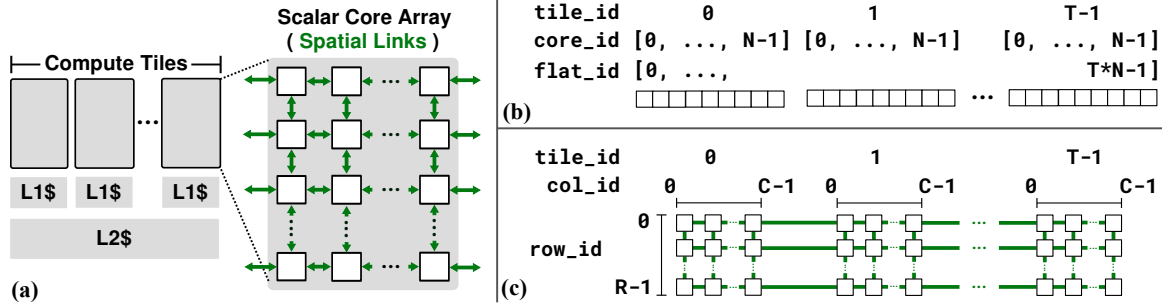 Scalar Core Array
( Spatial Links )
Compute Tiles
...
...
...
...
...
...
L1$ L1$ L1$
L2$
(a)
tile_id 0 1 T-1
core_id [0, ..., N-1] [0, ..., N-1] [0, ..., N-1]
flat_id [0, ..., T*N-1]
...
(b)
tile_id 0 1 T-1
col_id 0 C-1 0 C-1 0 C-1
0
row_id
R-1
...
...
...
(c)